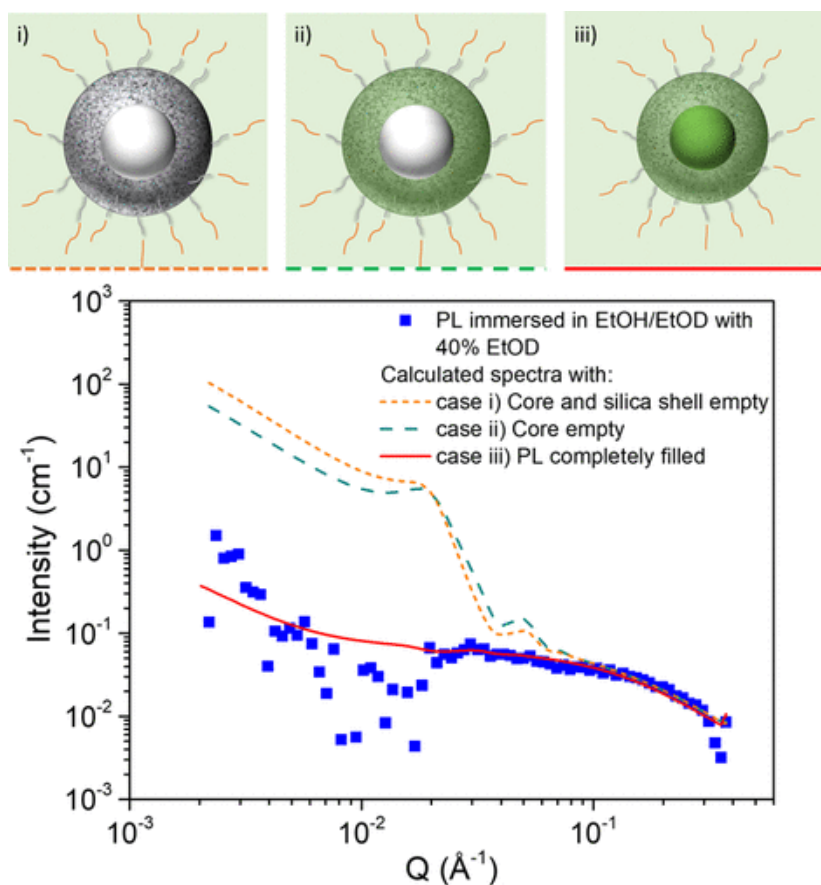 i)
ii)
iii)
10³
10²
10¹
10⁰
10⁻¹
10⁻²
10⁻³
Intensity (cm⁻¹)
PL immersed in EtOH/EtOD with
40% EtOD
Calculated spectra with:
case i) Core and silica shell empty
case ii) Core empty
case iii) PL completely filled
10⁻³
10⁻²
10⁻¹
Q (Å⁻¹)